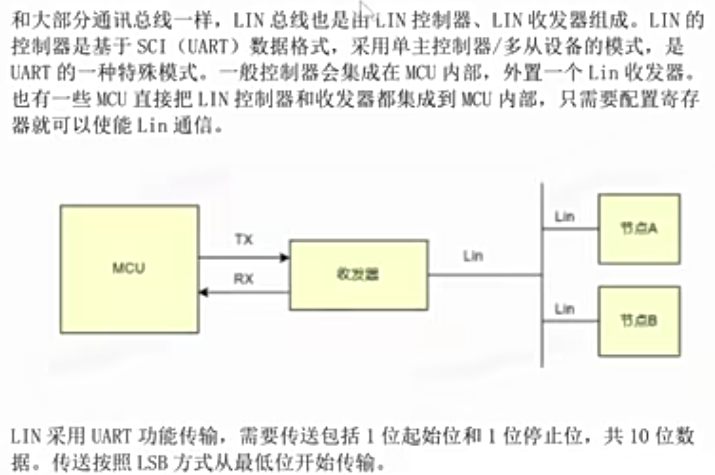 和大部分通讯总线一样，LIN 总线也是由 LIN 控制器、LIN 收发器组成。LIN 的
控制器是基于 SCI（UART）数据格式，采用单主控制器/多从设备的模式，是
UART 的一种特殊模式。一般控制器会集成在 MCU 内部，外置一个 Lin 收发器。
也有一些 MCU 直接把 LIN 控制器和收发器都集成到 MCU 内部，只需要配置寄存
器就可以使能 Lin 通信。
MCU
TX
RX
收发器
Lin
Lin
节点A
Lin
节点B
LIN 采用 UART 功能传输，需要传送包括 1 位起始位和 1 位停止位，共 10 位数
据。传送按照 LSB 方式从最低位开始传输。